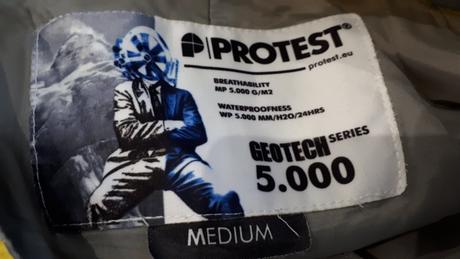 PROTEST®
protest.eu
BREATHABILITY
MP 5.000 G/M2
WATERPROOFNESS
WP 5.000 MM/H2O/24HRS
GEOTECH SERIES
5.000
MEDIUM